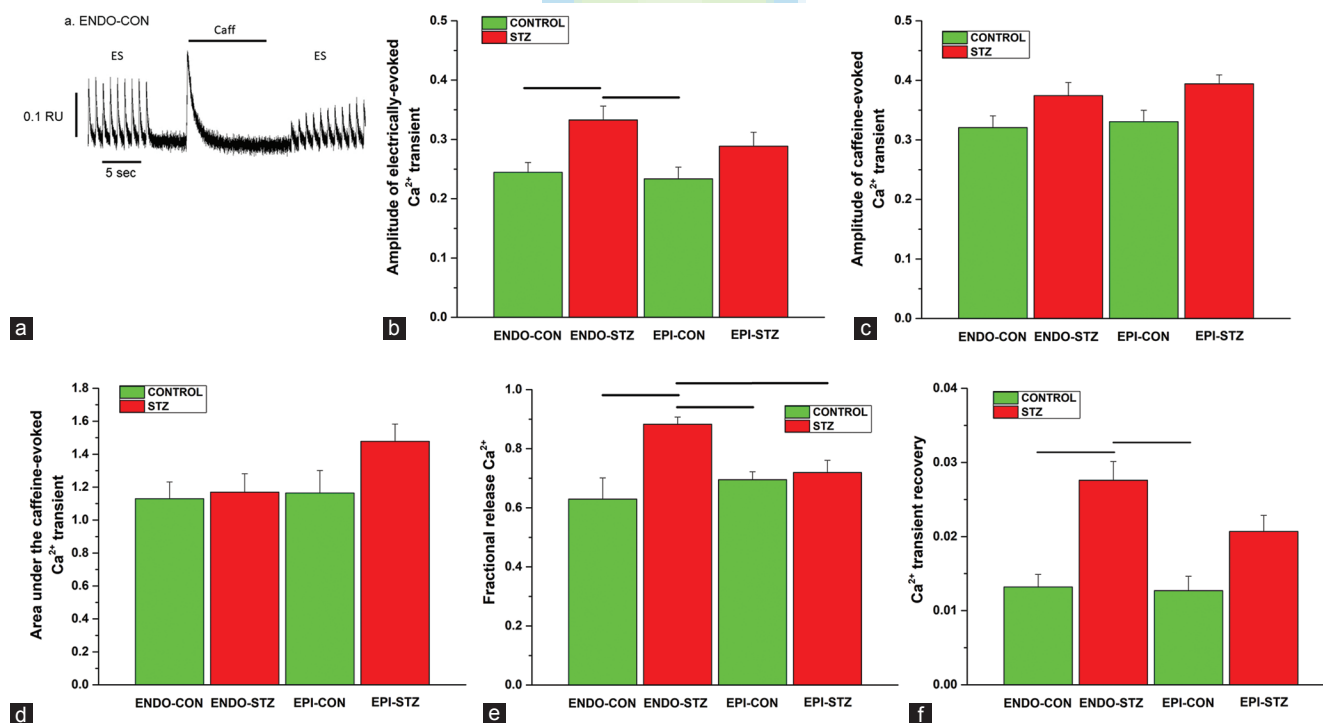 a. ENDO-CON
Caff
ES
ES
0.1 RU
5 sec
a
CONTROL
STZ
0.5
0.4
0.3
0.2
0.1
0.0
Amplitude of electrically-evoked
Ca²⁺ transient
ENDO-CON ENDO-STZ EPI-CON EPI-STZ
b
CONTROL
STZ
0.5
0.4
0.3
0.2
0.1
0.0
Amplitude of caffeine-evoked
Ca²⁺ transient
ENDO-CON ENDO-STZ EPI-CON EPI-STZ
c
CONTROL
STZ
1.8
1.6
1.4
1.2
1.0
0.8
0.6
0.4
0.2
0.0
Area under the caffeine-evoked
Ca²⁺ transient
ENDO-CON ENDO-STZ EPI-CON EPI-STZ
d
CONTROL
STZ
1.0
0.8
0.6
0.4
0.2
0.0
Fractional release Ca²⁺
ENDO-CON ENDO-STZ EPI-CON EPI-STZ
e
CONTROL
STZ
0.04
0.03
0.02
0.01
0.00
Ca²⁺ transient recovery
ENDO-CON ENDO-STZ EPI-CON EPI-STZ
f